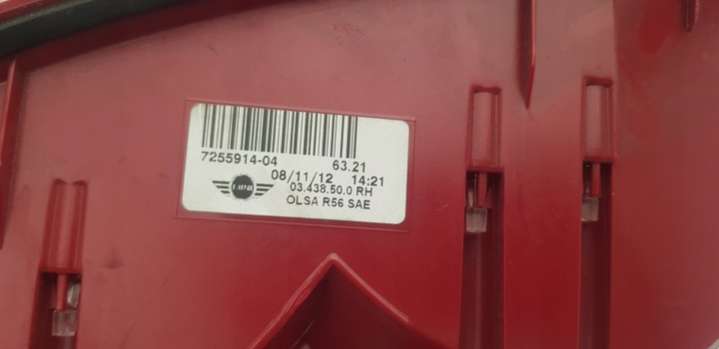 7255914-04 63.21
08/11/12 14:21
03.438.50.0 RH
OLSA R56 SAE